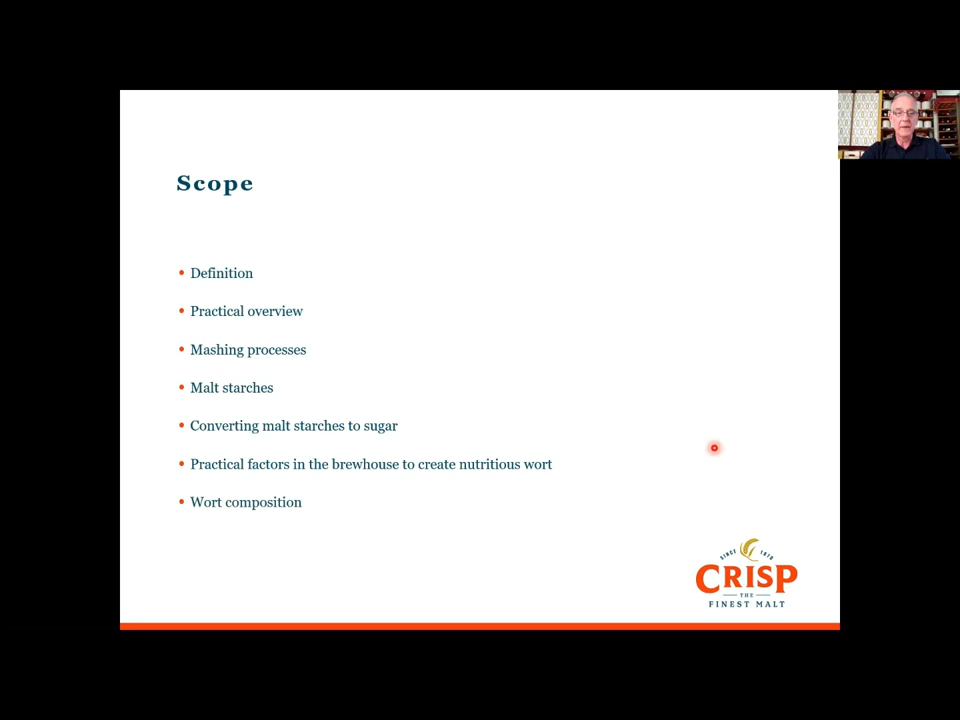 Scope
Definition
Practical overview
Mashing processes
Malt starches
Converting malt starches to sugar
Practical factors in the brewhouse to create nutritious wort
Wort composition
SINCE 1870
CRISP
THE
FINEST MALT